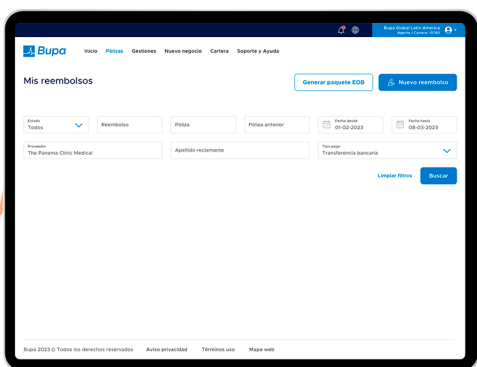 Bupa Global Latin America
Agente / Cartera: 10760
Bupa
Inicio Pólizas Gestiones Nuevo negocio Cartera Soporte y Ayuda
Mis reembolsos
Generar paquete EOB
Nuevo reembolso
Estado
Todos
Reembolso
Póliza
Póliza anterior
Fecha desde
01-02-2023
Fecha hasta
08-03-2023
Proveedor
The Panama Clinic Medical
Apellido reclamante
Tipo pago
Transferencia bancaria
Limpiar filtros
Buscar
Bupa 2023 © Todos los derechos reservados Aviso privacidad Términos uso Mapa web